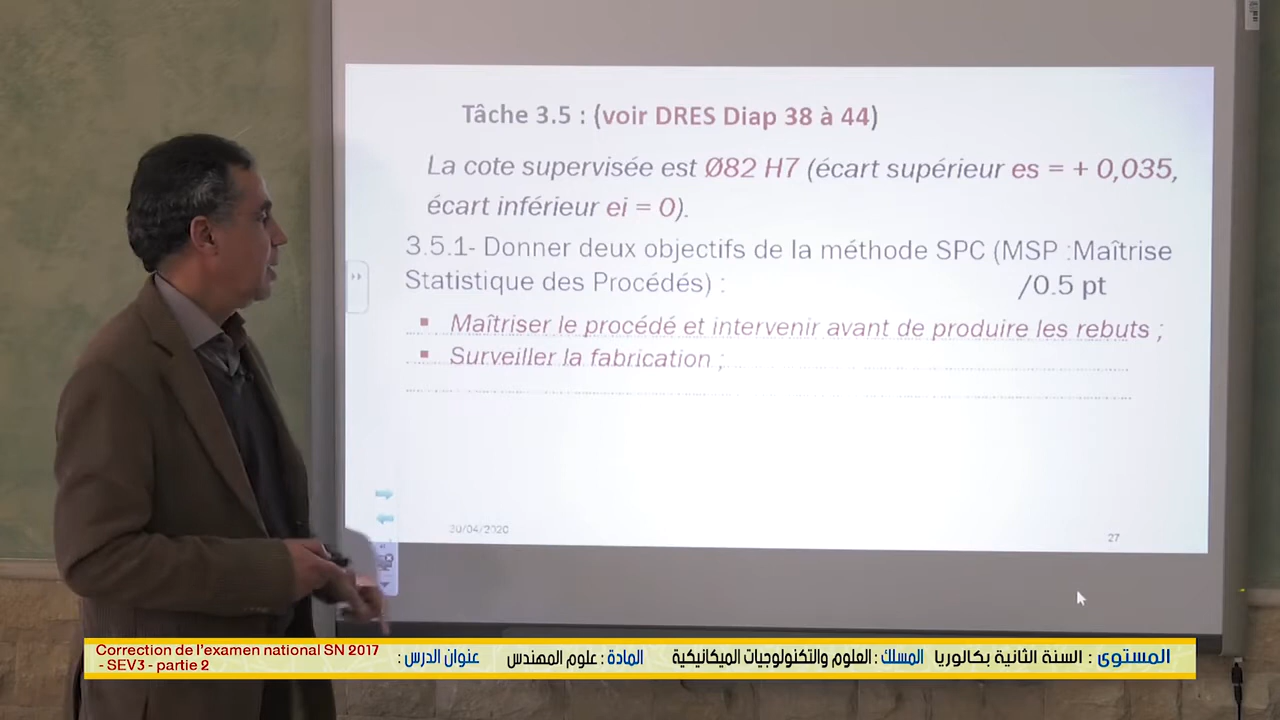 Tâche 3.5 : (voir DRES Diap 38 à 44)
La cote supervisée est Ø82 H7 (écart supérieur es = + 0,035,
écart inférieur ei = 0).
3.5.1- Donner deux objectifs de la méthode SPC (MSP :Maîtrise
Statistique des Procédés) :
/0.5 pt
▪ Maîtriser le procédé et intervenir avant de produire les rebuts ;
▪ Surveiller la fabrication ;
30/04/2020
27
المستوى : السنة الثانية بكالوريا المسلك : العلوم والتكنولوجيات الميكانيكية المادة : علوم المهندس عنوان الدرس :
Correction de l'examen national SN 2017
- SEV3 - partie 2